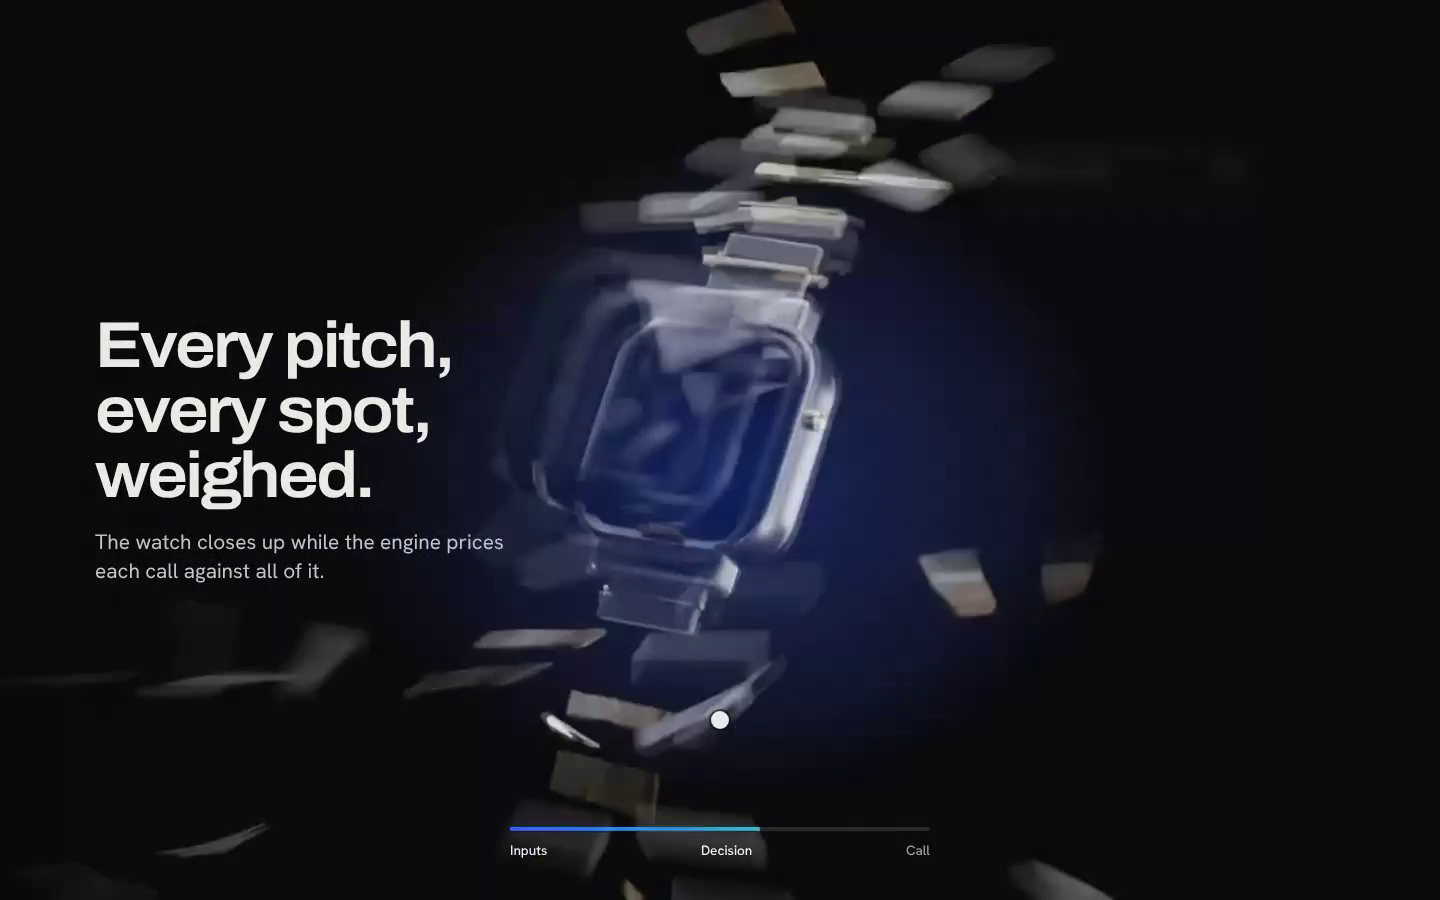 Every pitch,
every spot,
weighed.
The watch closes up while the engine prices
each call against all of it.
Inputs
Decision
Call